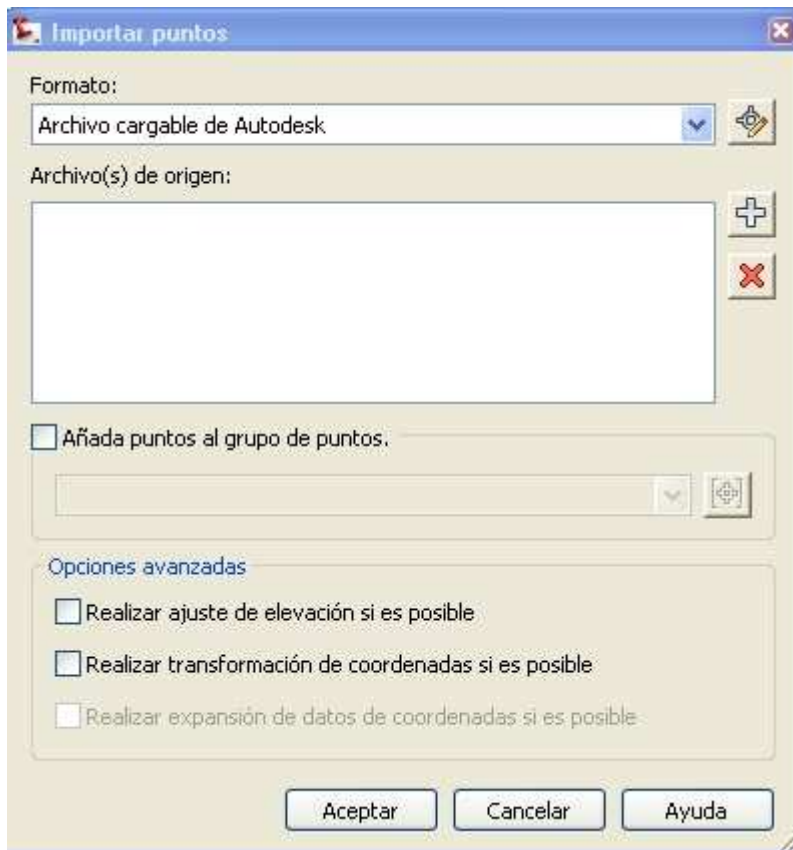 Importar puntos
Formato:
Archivo cargable de Autodesk
Archivo(s) de origen:
Añada puntos al grupo de puntos.
Opciones avanzadas
Realizar ajuste de elevación si es posible
Realizar transformación de coordenadas si es posible
Realizar expansión de datos de coordenadas si es posible
Aceptar Cancelar Ayuda